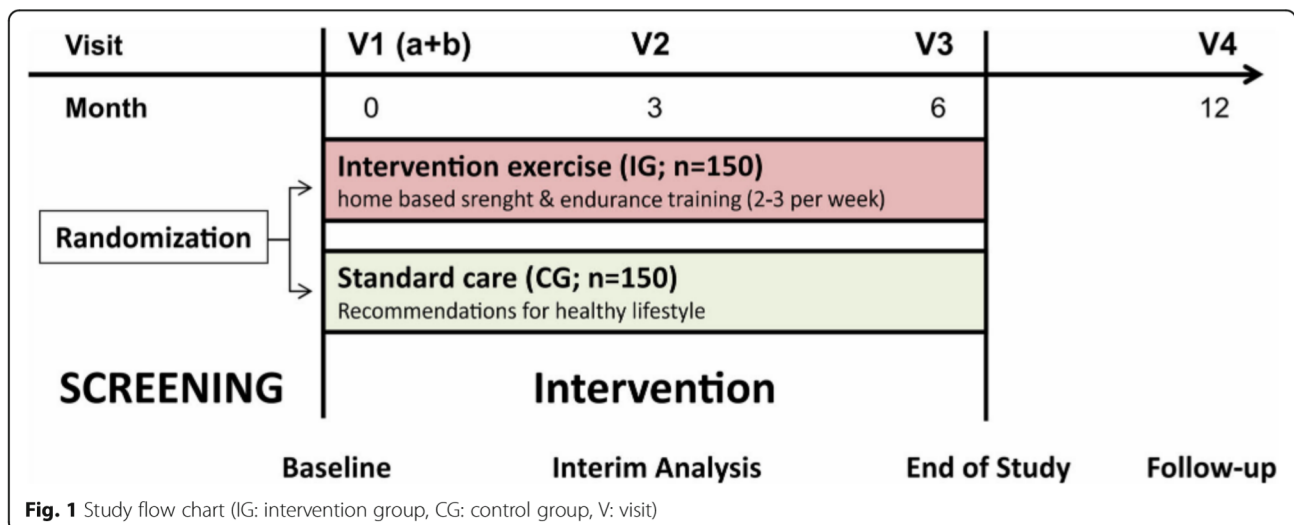 Visit V1 (a+b) V2 V3 V4
Month 0 3 6 12
Intervention exercise (IG; n=150)
home based srenght & endurance training (2-3 per week)
Randomization
Standard care (CG; n=150)
Recommendations for healthy lifestyle
SCREENING Intervention
Baseline Interim Analysis End of Study Follow-up
Fig. 1 Study flow chart (IG: intervention group, CG: control group, V: visit)